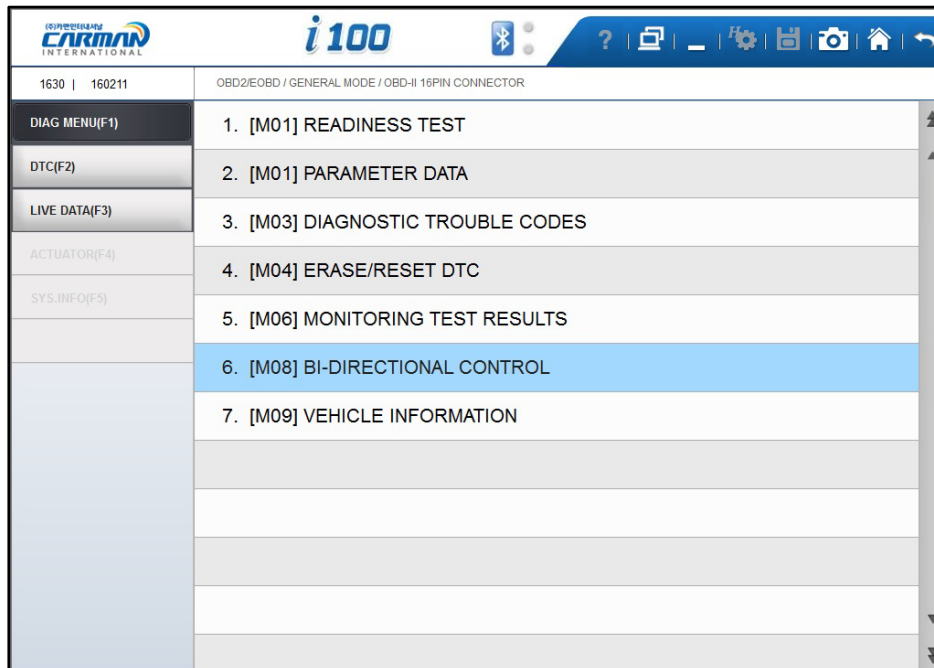 (주)카맨인터내셔날
CARMAN
INTERNATIONAL
i100
?
H
1630 | 160211
OBD2/EOBD / GENERAL MODE / OBD-II 16PIN CONNECTOR
DIAG MENU(F1)
DTC(F2)
LIVE DATA(F3)
ACTUATOR(F4)
SYS.INFO(F5)
1. [M01] READINESS TEST
2. [M01] PARAMETER DATA
3. [M03] DIAGNOSTIC TROUBLE CODES
4. [M04] ERASE/RESET DTC
5. [M06] MONITORING TEST RESULTS
6. [M08] BI-DIRECTIONAL CONTROL
7. [M09] VEHICLE INFORMATION